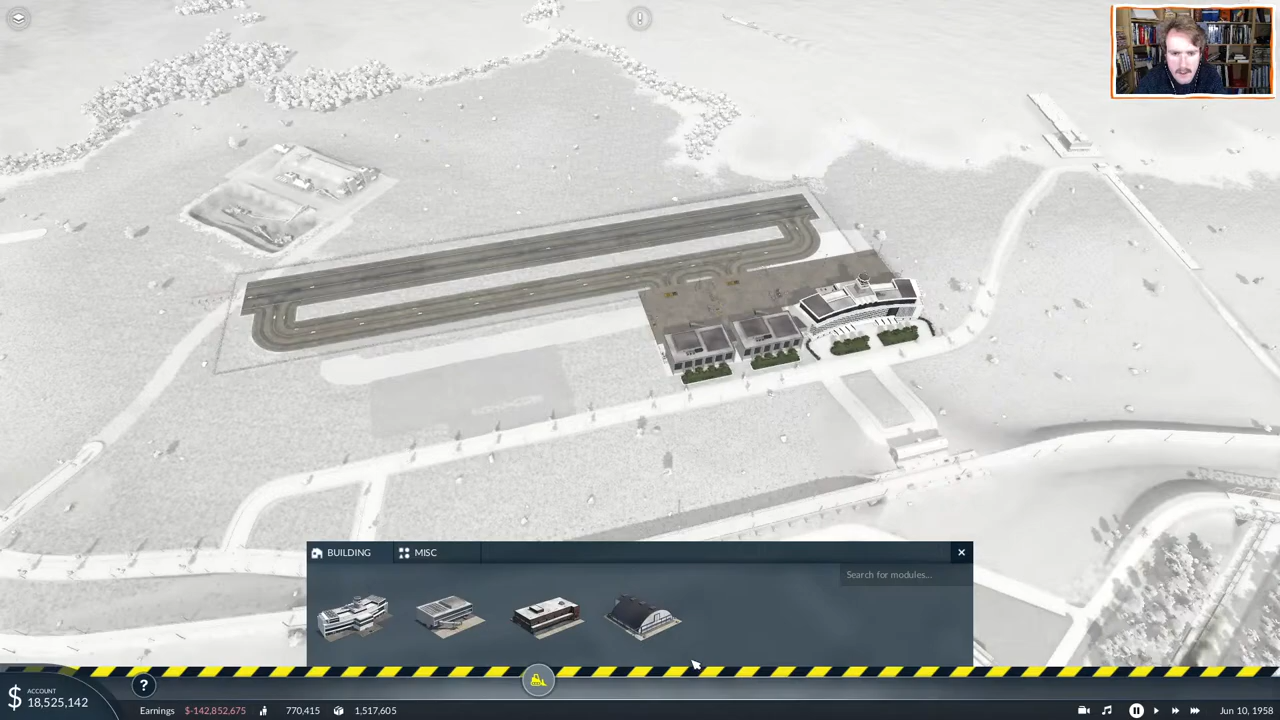 BUILDING
MISC
Search for modules...
ACCOUNT
$ 18,525,142
?
Earnings $-142,852,675 770,415 1,517,605
Jun 10, 1958